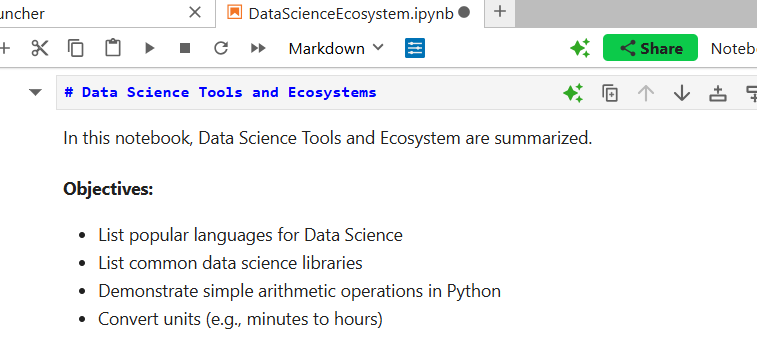 uncher
DataScienceEcosystem.ipynb
Markdown Share Noteb
# Data Science Tools and Ecosystems
In this notebook, Data Science Tools and Ecosystem are summarized.
Objectives:
• List popular languages for Data Science
• List common data science libraries
• Demonstrate simple arithmetic operations in Python
• Convert units (e.g., minutes to hours)